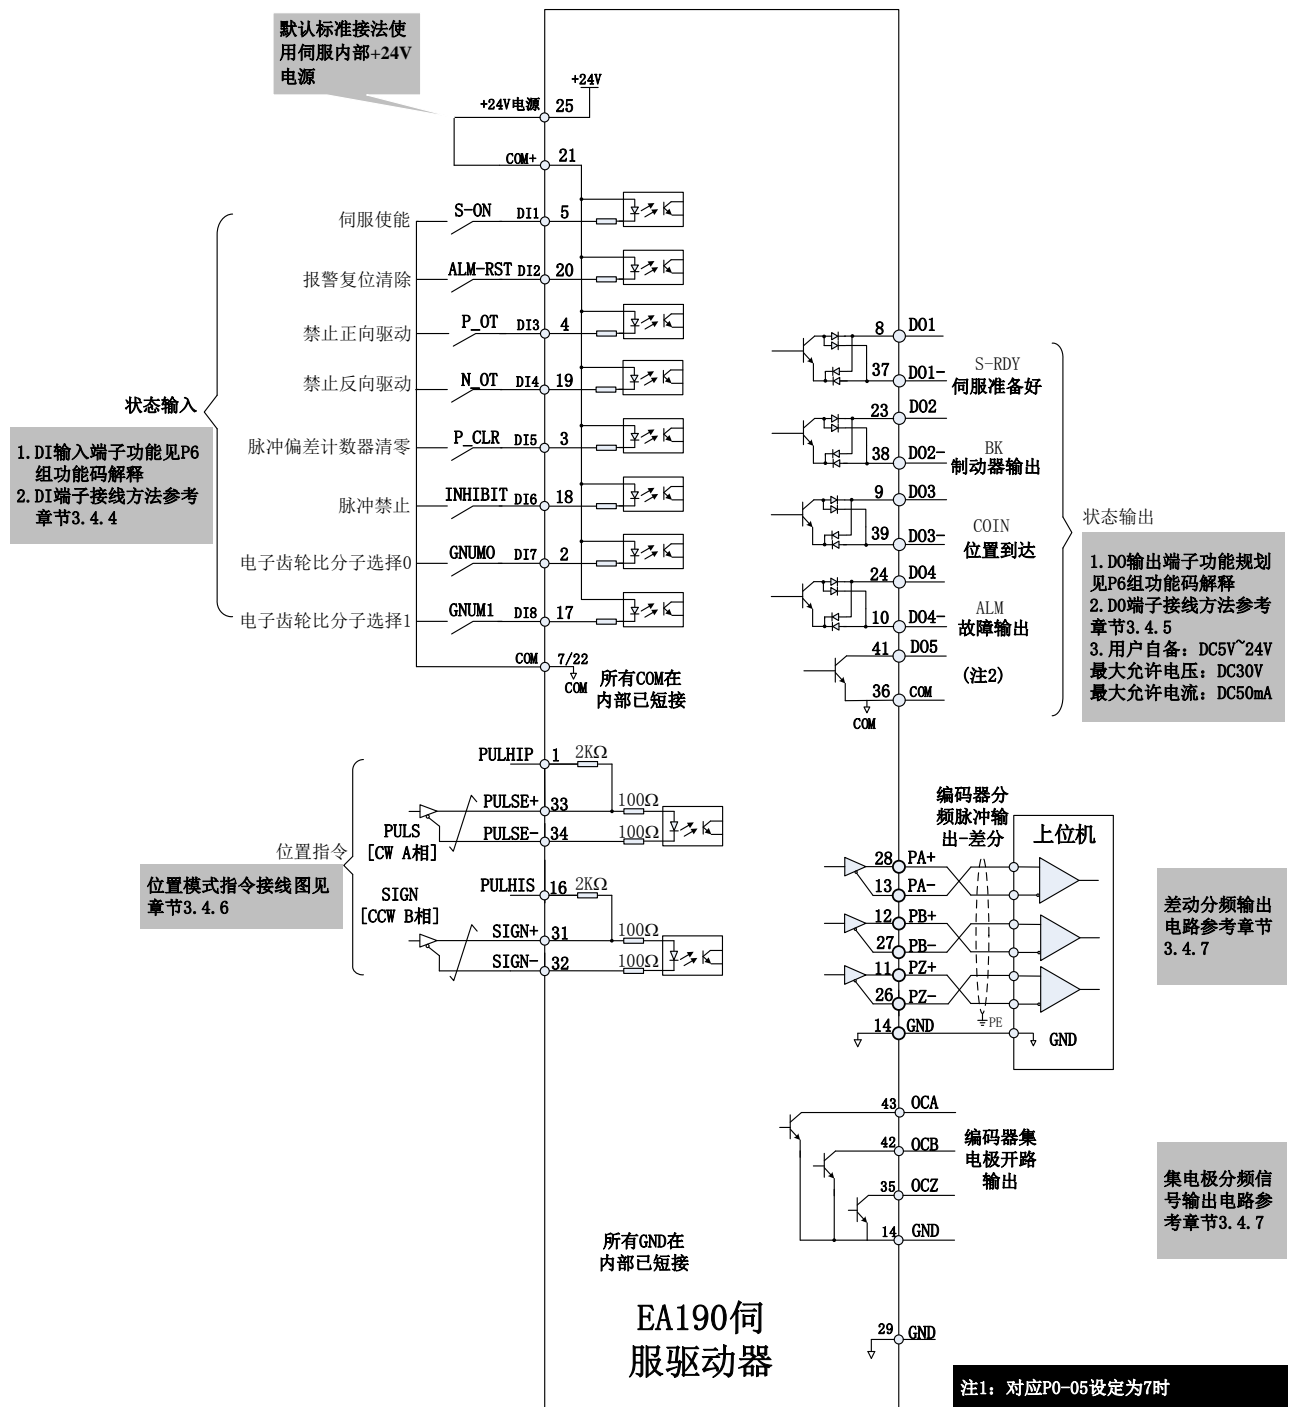 默认标准接法使
用伺服内部+24V
电源
+24V
+24V电源 25
COM+ 21
伺服使能 S-ON DI1 5
报警复位清除 ALM-RST DI2 20
禁止正向驱动 P_OT DI3 4
禁止反向驱动 N_OT DI4 19
脉冲偏差计数器清零 P_CLR DI5 3
脉冲禁止 INHIBIT DI6 18
电子齿轮比分子选择0 GNUM0 DI7 2
电子齿轮比分子选择1 GNUM1 DI8 17
COM 7/22
COM
所有COM在
内部已短接
状态输入
1.DI输入端子功能见P6
组功能码解释
2.DI端子接线方法参考
章节3.4.4
8 DO1
37 DO1-
S-RDY
伺服准备好
23 DO2
38 DO2-
BK
制动器输出
9 DO3
39 DO3-
COIN
位置到达
24 DO4
10 DO4-
ALM
故障输出
41 DO5
(注2)
36 COM
COM
状态输出
1.DO输出端子功能规划
见P6组功能码解释
2.DO端子接线方法参考
章节3.4.5
3.用户自备：DC5V~24V
最大允许电压：DC30V
最大允许电流：DC50mA
PULHIP 1 2KΩ
PULSE+ 33 100Ω
PULSE- 34 100Ω
PULS
[CW A相]
位置指令
位置模式指令接线图见
章节3.4.6
PULHIS 16 2KΩ
SIGN
[CCW B相]
SIGN+ 31 100Ω
SIGN- 32 100Ω
编码器分
频脉冲输
出-差分
上位机
28 PA+
13 PA-
12 PB+
27 PB-
11 PZ+
26 PZ-
PE
14 GND
GND
差动分频输出
电路参考章节
3.4.7
43 OCA
42 OCB
35 OCZ
14 GND
编码器集
电极开路
输出
集电极分频信
号输出电路参
考章节3.4.7
所有GND在
内部已短接
EA190伺
服驱动器
29 GND
注1：对应P0-05设定为7时